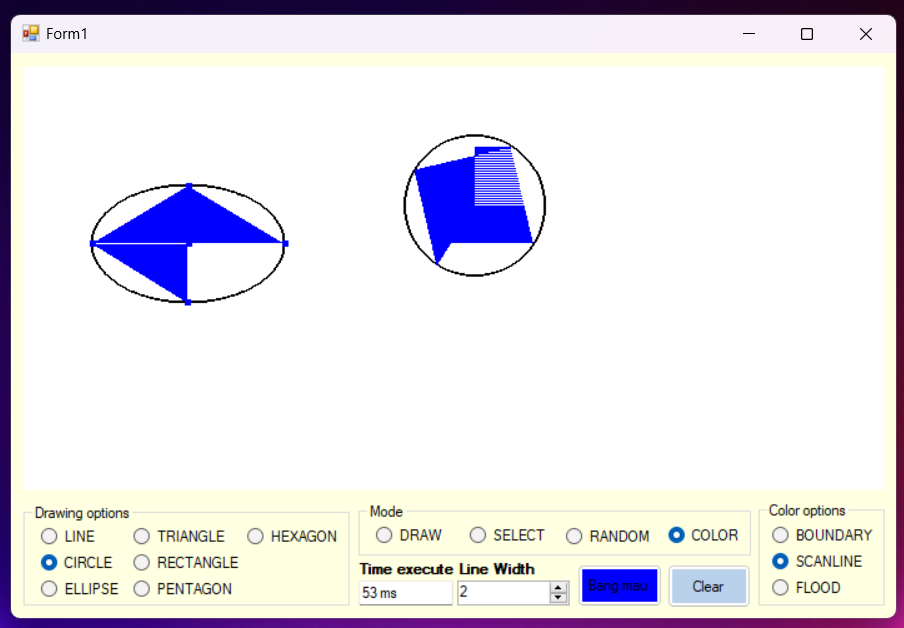 Form1
Drawing options
LINE
TRIANGLE
HEXAGON
CIRCLE
RECTANGLE
ELLIPSE
PENTAGON
Mode
DRAW
SELECT
RANDOM
COLOR
Time execute
Line Width
53 ms
2
Bang mau
Clear
Color options
BOUNDARY
SCANLINE
FLOOD